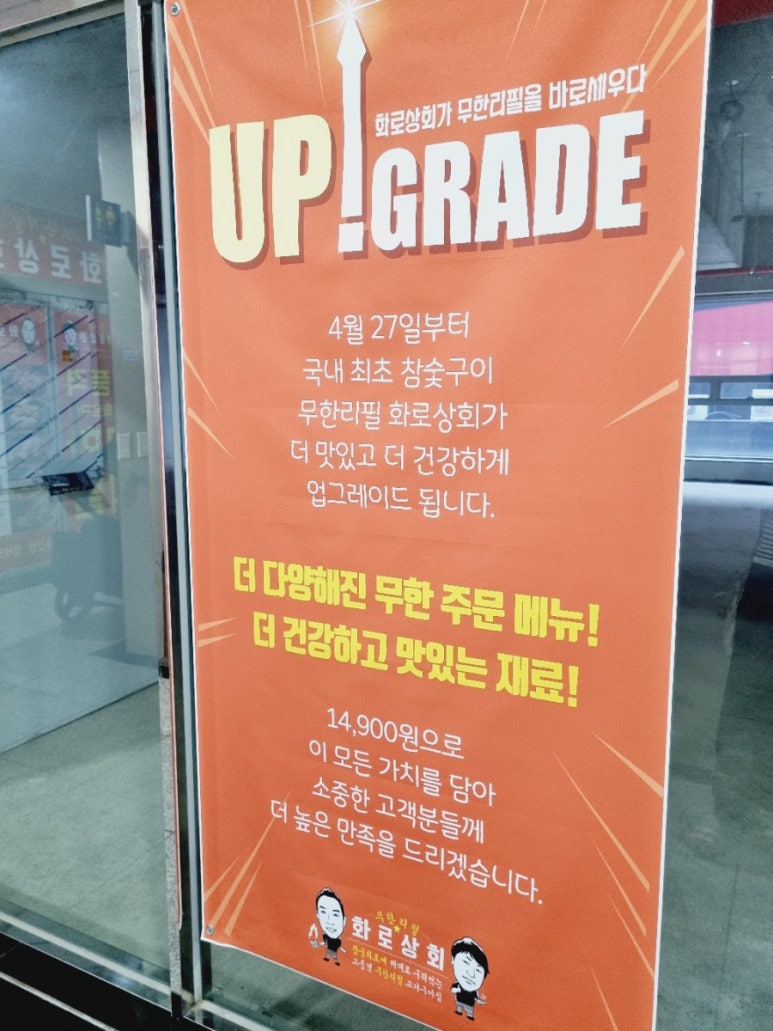 화로상회가 무한리필을 바로세우다
UP!GRADE
4월 27일부터
국내 최초 참숯구이
무한리필 화로상회가
더 맛있고 더 건강하게
업그레이드 됩니다.
더 다양해진 무한 주문 메뉴!
더 건강하고 맛있는 재료!
14,900원으로
이 모든 가치를 담아
소중한 고객분들께
더 높은 만족을 드리겠습니다.
무한리필
화로상회